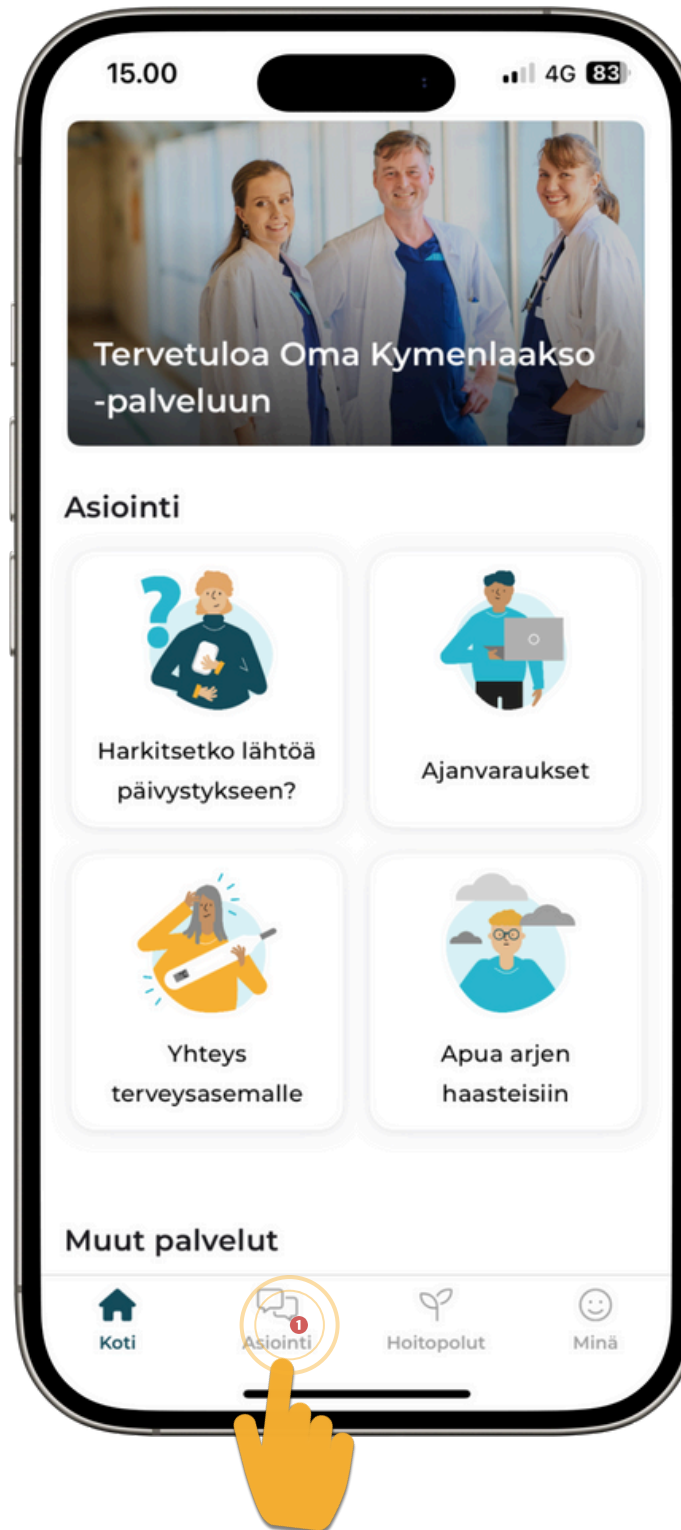 15.00
4G 83
Tervetuloa Oma Kymenlaakso
-palveluun
Asiointi
Harkitsetko lähtöä
päivystykseen?
Ajanvaraukset
Yhteys
terveysasemalle
Apua arjen
haasteisiin
Muut palvelut
1
Koti
Asiointi
Hoitopolut
Minä